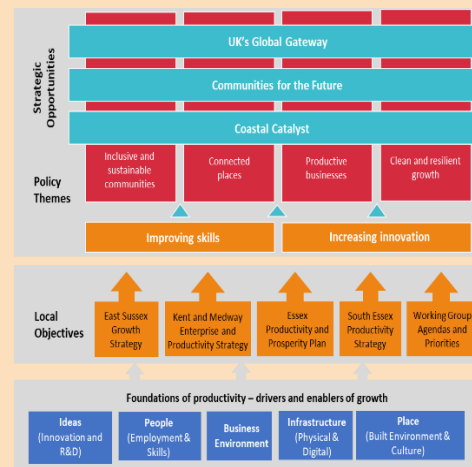 Strategic
Opportunities
UK's Global Gateway
Communities for the Future
Coastal Catalyst
Policy
Themes
Inclusive and
sustainable
communities
Connected
places
Productive
businesses
Clean and resilient
growth
Improving skills
Increasing innovation
Local
Objectives
East Sussex
Growth
Strategy
Kent and Medway
Enterprise and
Productivity Strategy
Essex
Productivity and
Prosperity Plan
South Essex
Productivity
Strategy
Working Group
Agendas and
Priorities
Foundations of productivity – drivers and enablers of growth
Ideas
(Innovation and
R&D)
People
(Employment &
Skills)
Business
Environment
Infrastructure
(Physical &
Digital)
Place
(Built Environment &
Culture)